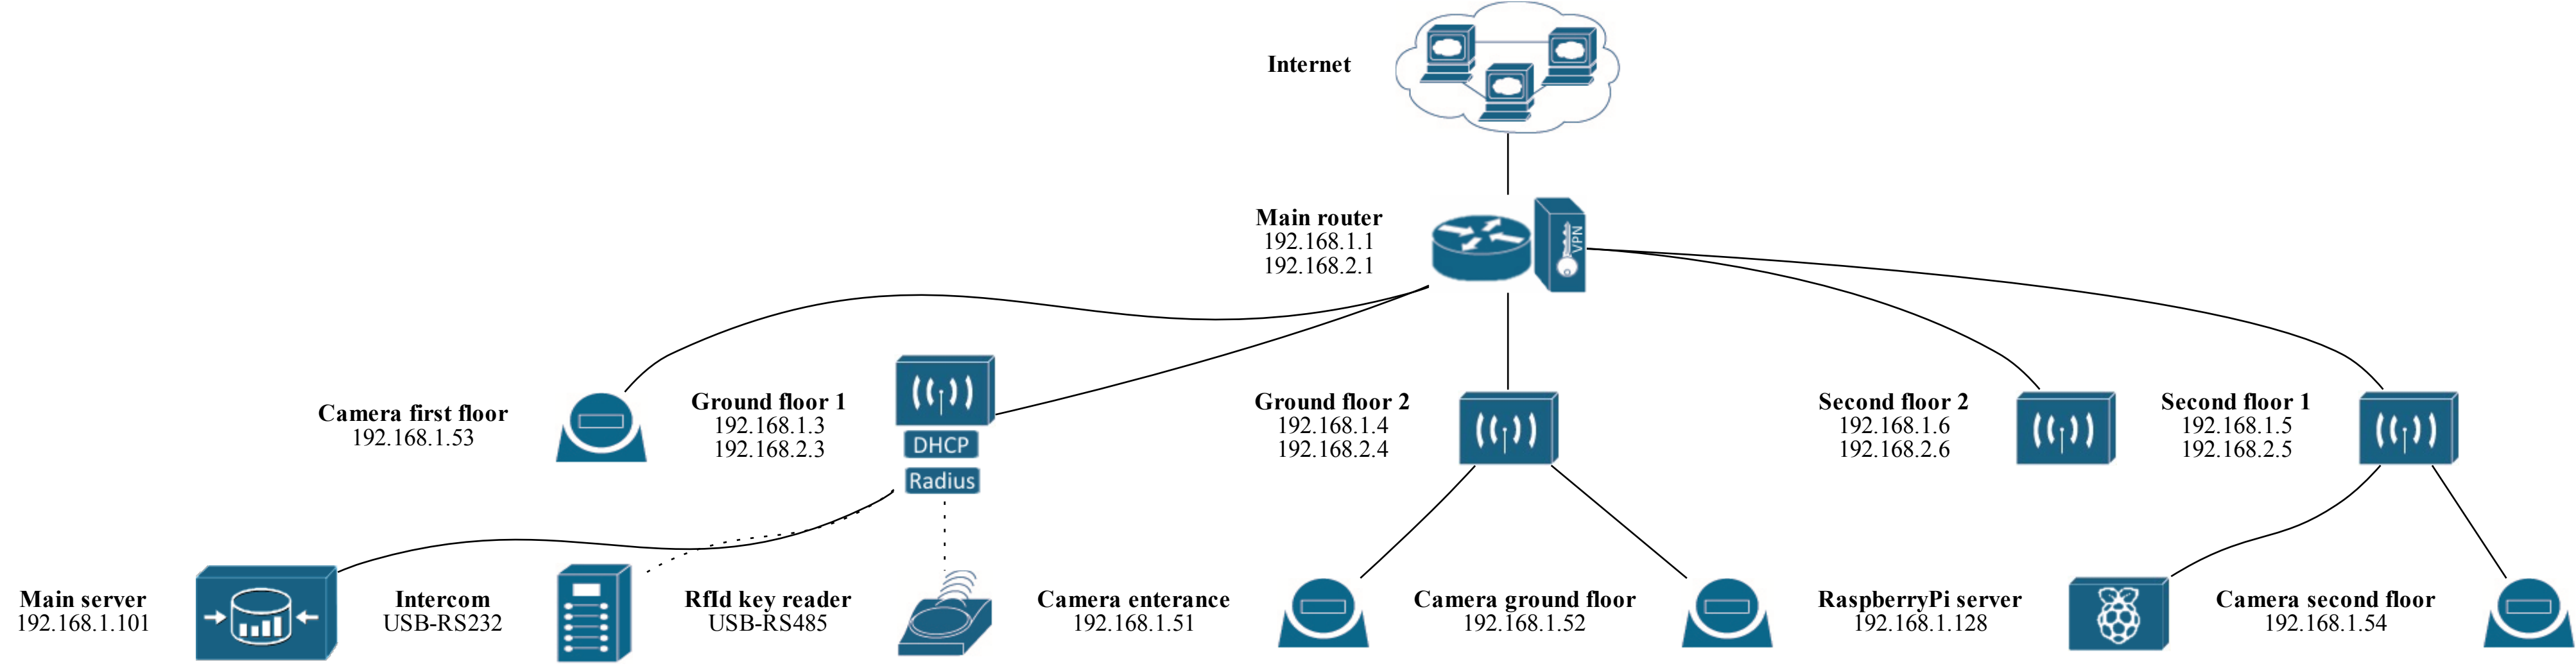 Internet
Main router
192.168.1.1
192.168.2.1
VPN
Camera first floor
192.168.1.53
Ground floor 1
192.168.1.3
192.168.2.3
DHCP
Radius
Ground floor 2
192.168.1.4
192.168.2.4
Second floor 2
192.168.1.6
192.168.2.6
Second floor 1
192.168.1.5
192.168.2.5
Main server
192.168.1.101
Intercom
USB-RS232
RfId key reader
USB-RS485
Camera enterance
192.168.1.51
Camera ground floor
192.168.1.52
RaspberryPi server
192.168.1.128
Camera second floor
192.168.1.54